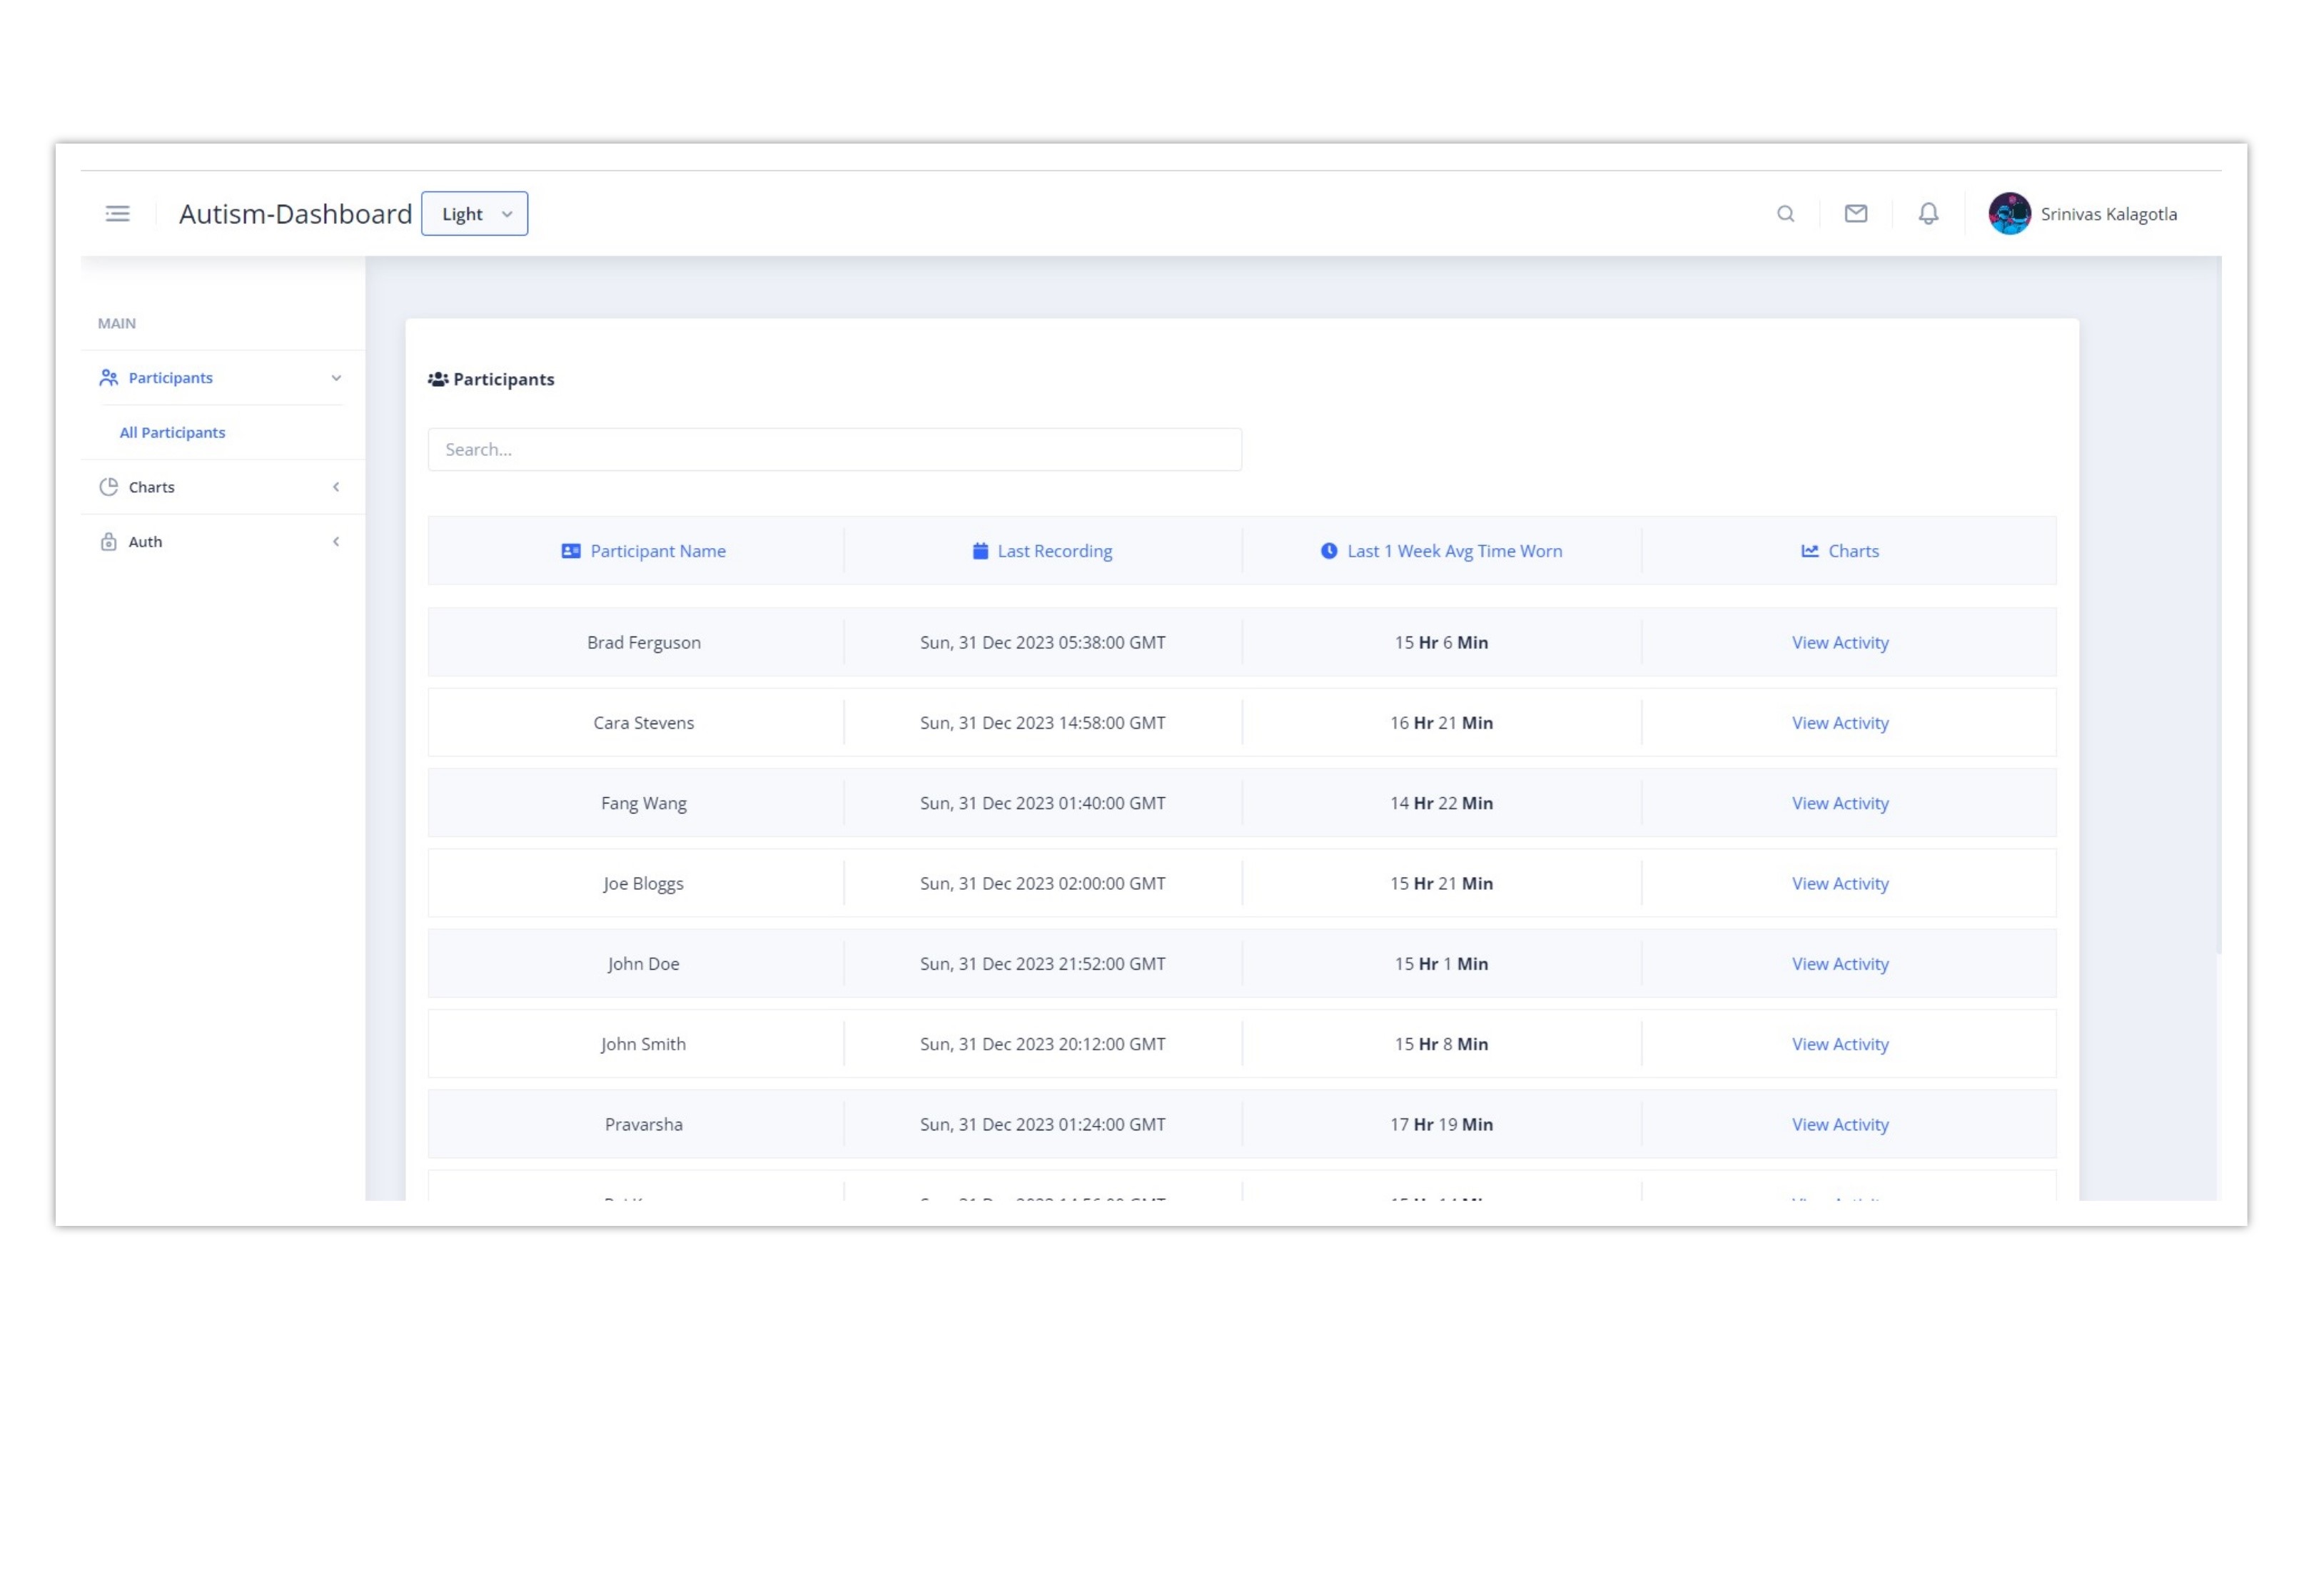 Autism-Dashboard Light Srinivas Kalagotla
MAIN
Participants
All Participants
Charts
Auth
Participants
Search...
Participant Name Last Recording Last 1 Week Avg Time Worn Charts
Brad Ferguson Sun, 31 Dec 2023 05:38:00 GMT 15 Hr 6 Min View Activity
Cara Stevens Sun, 31 Dec 2023 14:58:00 GMT 16 Hr 21 Min View Activity
Fang Wang Sun, 31 Dec 2023 01:40:00 GMT 14 Hr 22 Min View Activity
Joe Bloggs Sun, 31 Dec 2023 02:00:00 GMT 15 Hr 21 Min View Activity
John Doe Sun, 31 Dec 2023 21:52:00 GMT 15 Hr 1 Min View Activity
John Smith Sun, 31 Dec 2023 20:12:00 GMT 15 Hr 8 Min View Activity
Pravarsha Sun, 31 Dec 2023 01:24:00 GMT 17 Hr 19 Min View Activity